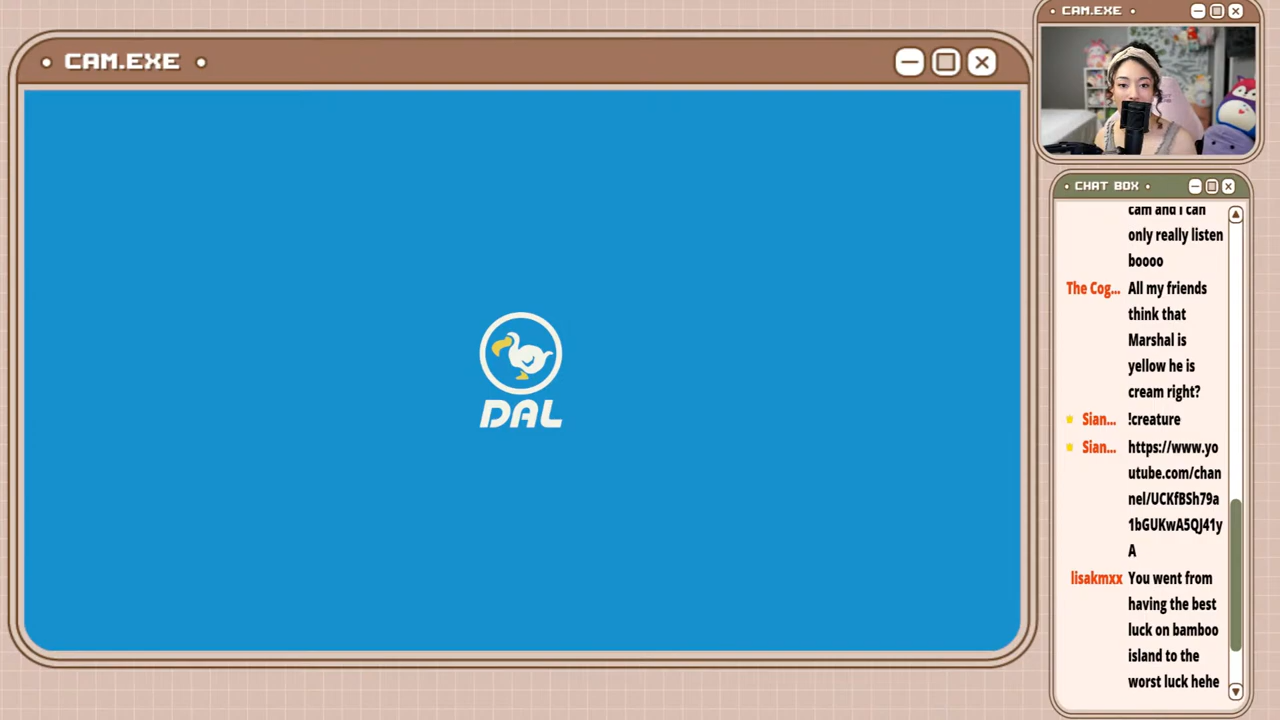 CAM.EXE
DAL
CAM.EXE
CHAT BOX
cam and I can
only really listen
boooo
The Cog... All my friends
think that
Marshal is
yellow he is
cream right?
Sian... !creature
Sian... https://www.yo
utube.com/chan
nel/UCKfBSh79a
1bGUKwA5QJ41y
A
lisakmxx You went from
having the best
luck on bamboo
island to the
worst luck hehe